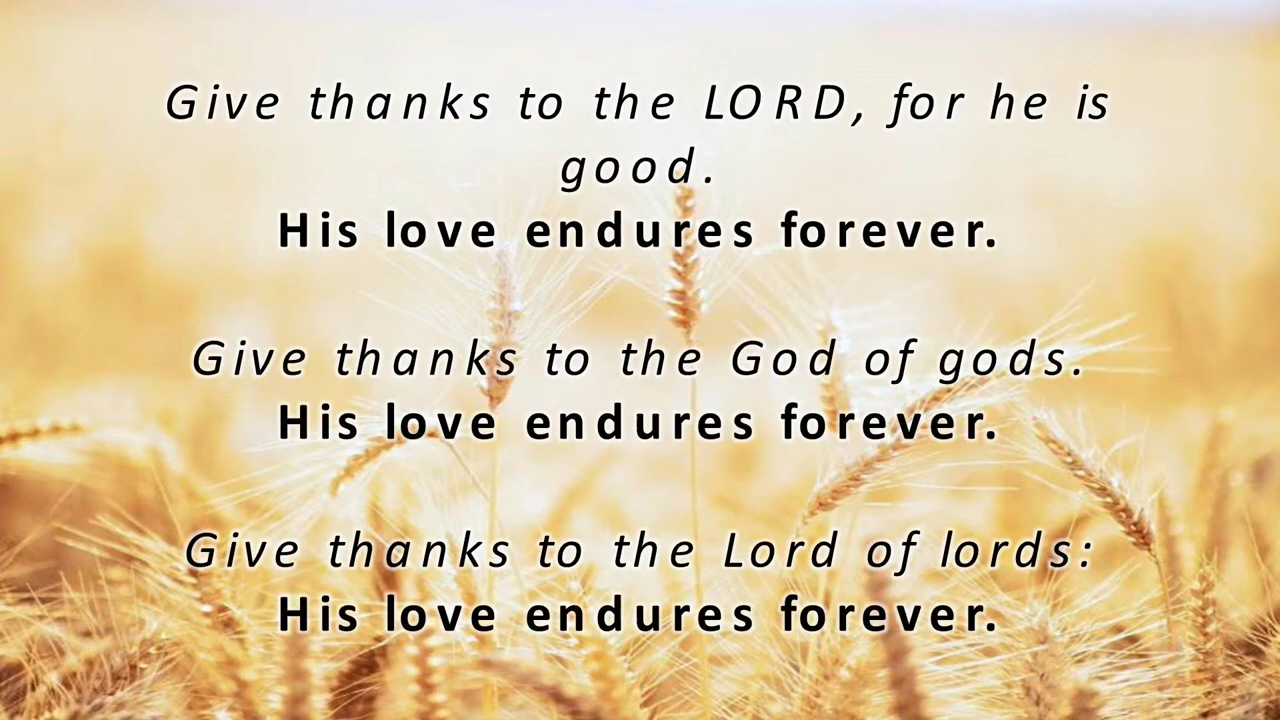 Give thanks to the LORD, for he is
good.
His love endures forever.
Give thanks to the God of gods.
His love endures forever.
Give thanks to the Lord of lords:
His love endures forever.